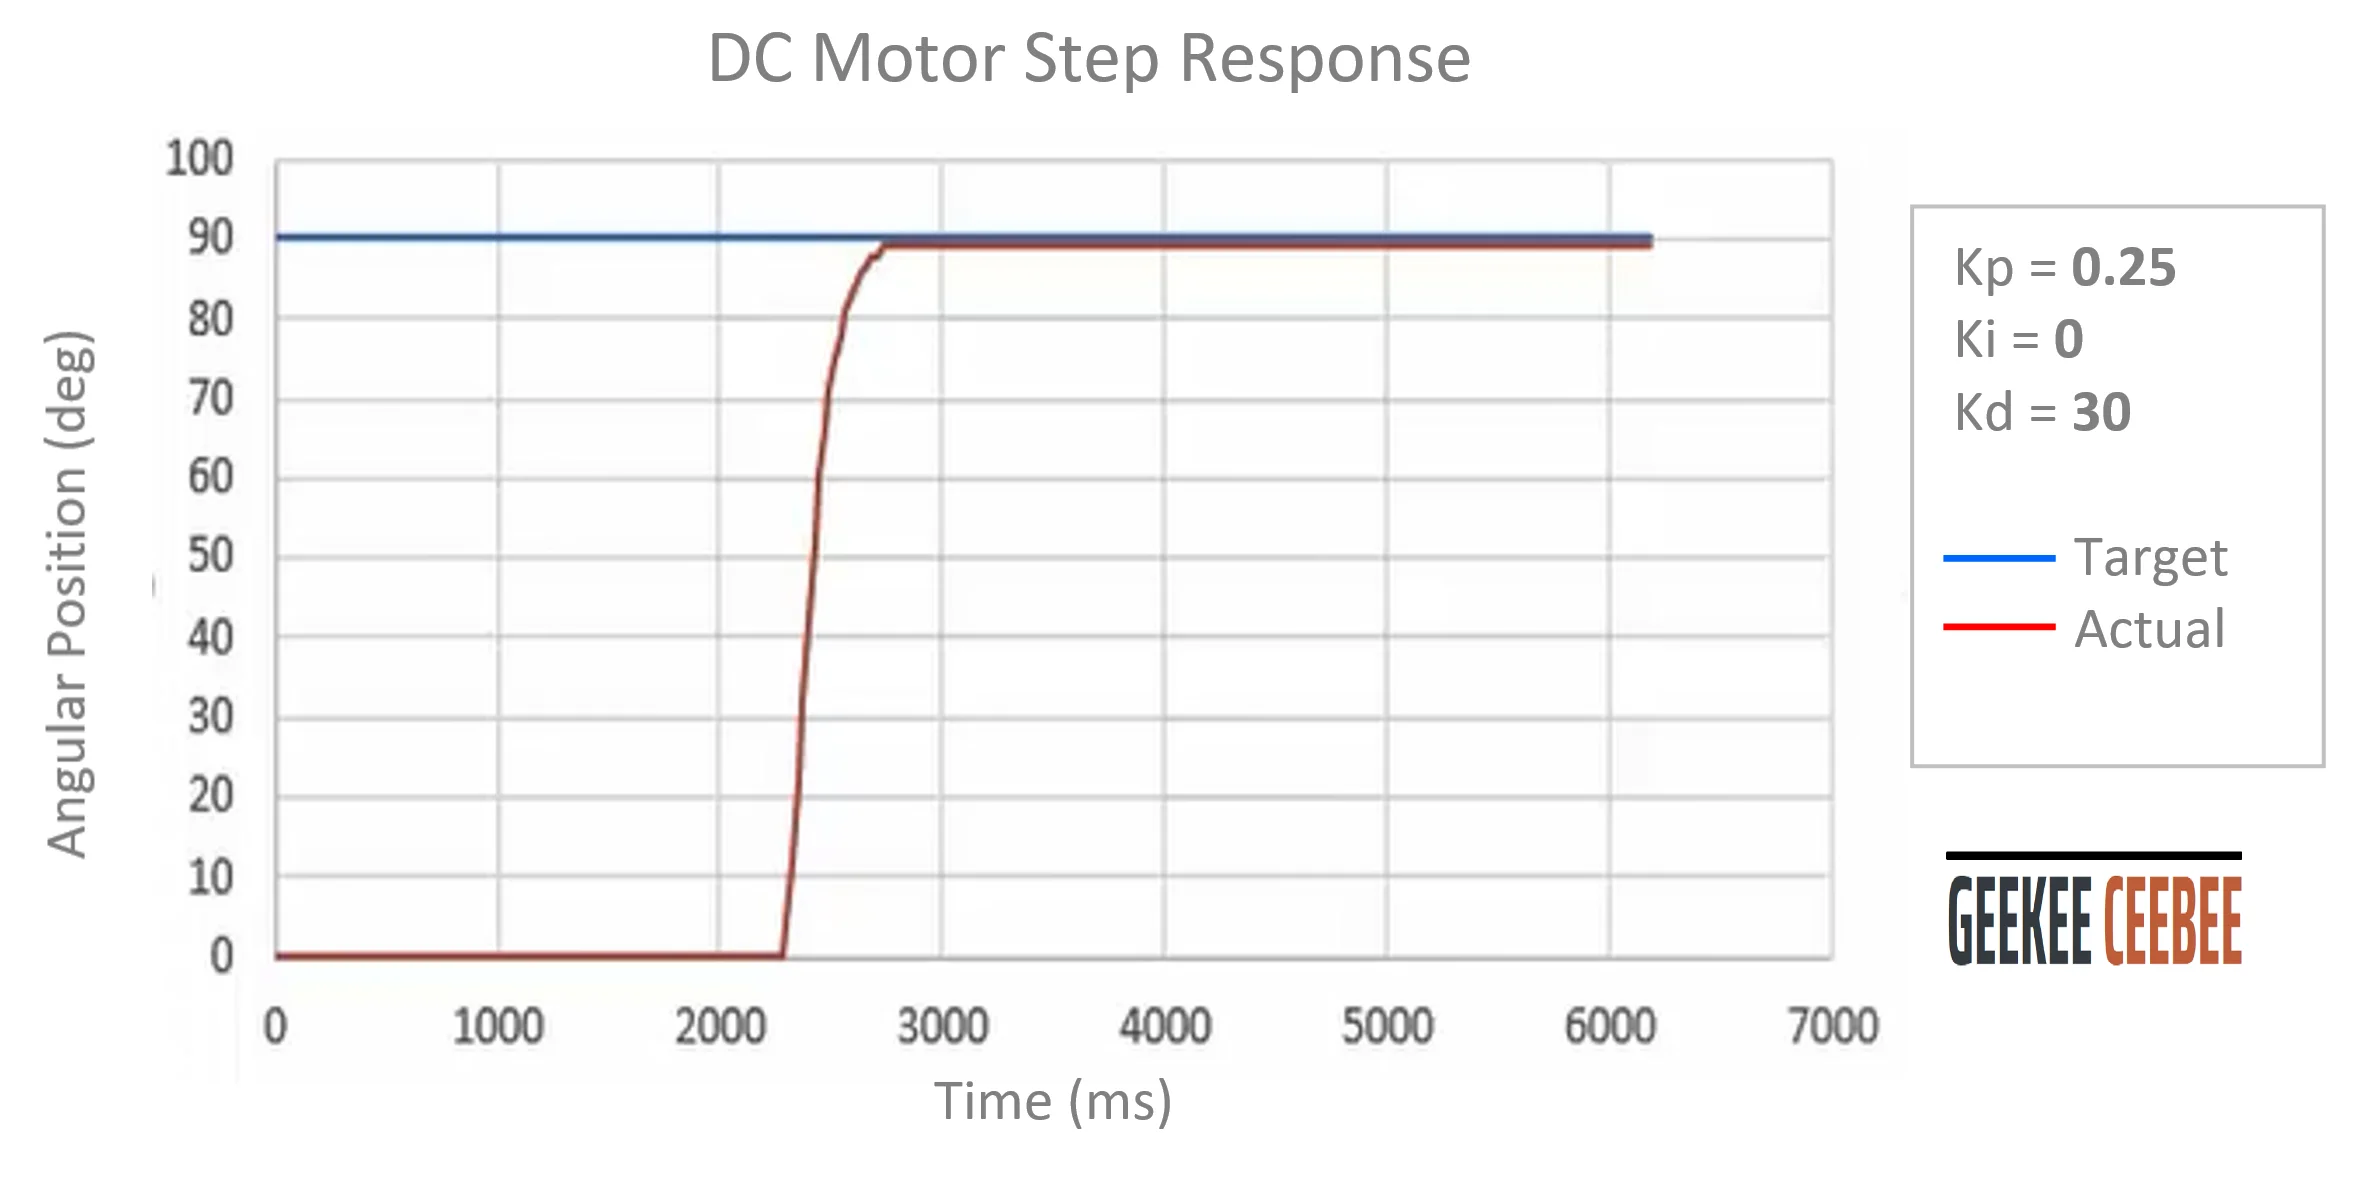 DC Motor Step Response
100
90
80
70
60
50
40
30
20
10
0
Angular Position (deg)
0 1000 2000 3000 4000 5000 6000 7000
Time (ms)
Kp = 0.25
Ki = 0
Kd = 30
Target
Actual
GEEKEE CEEBEE